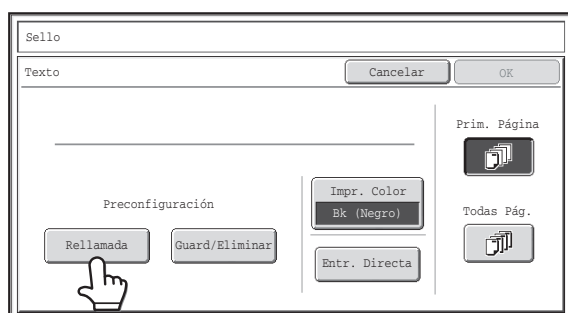 Sello
Texto
Cancelar
OK
Prim. Página
Preconfiguración
Impr. Color
Bk (Negro)
Todas Pág.
Rellamada
Guard/Eliminar
Entr. Directa